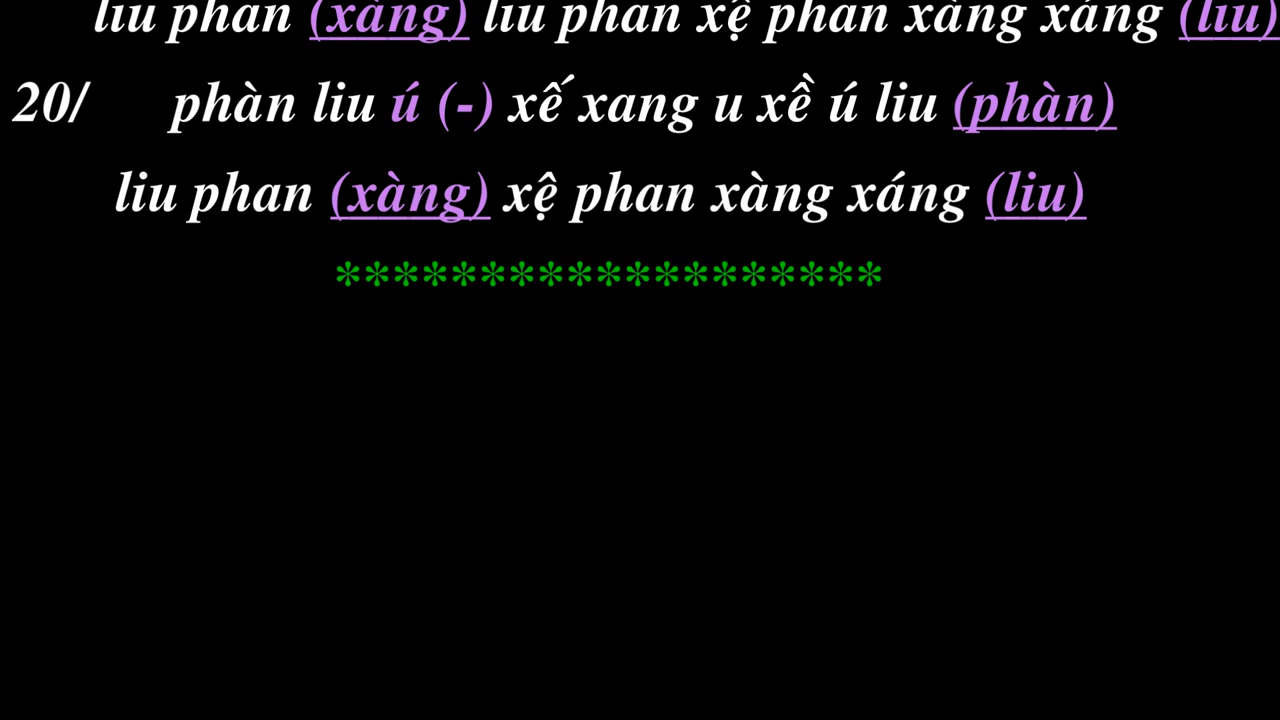 liu phan (xàng) liu phan xệ phan xàng xáng (liu)
20/ phàn liu ú (-) xế xang u xề ú liu (phàn)
liu phan (xàng) xệ phan xàng xáng (liu)
*******************